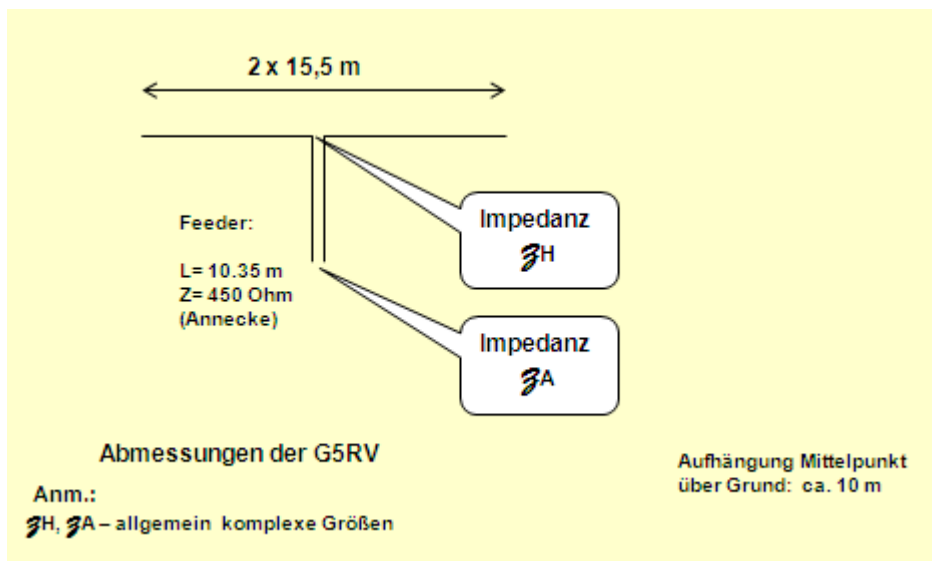 2 x 15,5 m
Feeder:
L= 10.35 m
Z= 450 Ohm
(Annecke)
Impedanz
ℨH
Impedanz
ℨA
Abmessungen der G5RV
Anm.:
ℨH, ℨA – allgemein komplexe Größen
Aufhängung Mittelpunkt
über Grund: ca. 10 m